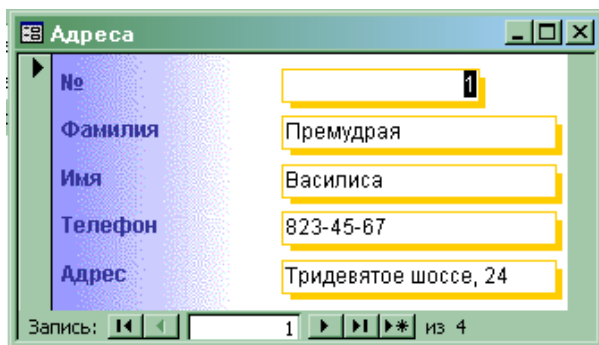 Адреса
№ 1
Фамилия Премудрая
Имя Василиса
Телефон 823-45-67
Адрес Тридевятое шоссе, 24
Запись: 1 из 4